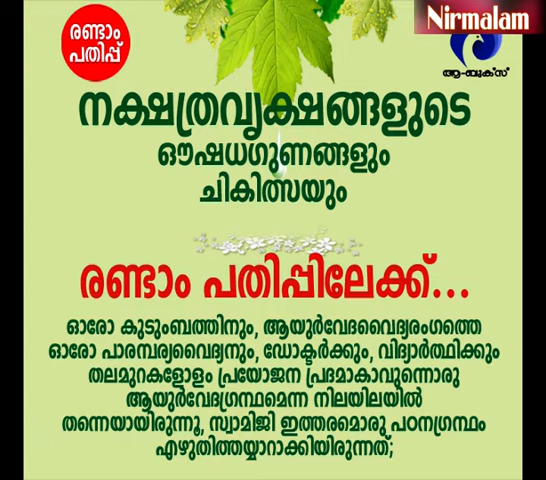 രണ്ടാം
പതിപ്പ്
Nirmalam
ആ-ബുക്സ്
നക്ഷത്രവൃക്ഷങ്ങളുടെ
ഔഷധഗുണങ്ങളും
ചികിത്സയും
രണ്ടാം പതിപ്പിലേക്ക്...
ഓരോ കുടുംബത്തിനും, ആയുർവേദവൈദ്യരംഗത്തെ
ഓരോ പാരമ്പര്യവൈദ്യനും, ഡോക്ടർക്കും, വിദ്യാർത്ഥിക്കും
തലമുറകളോളം പ്രയോജന പ്രദമാകാവുന്നൊരു
ആയുർവേദഗ്രന്ഥമെന്ന നിലയിലയിൽ
തന്നെയായിരുന്നു, സ്വാമിജി ഇത്തരമൊരു പഠനഗ്രന്ഥം
എഴുതിത്തയ്യാറാക്കിയിരുന്നത്;